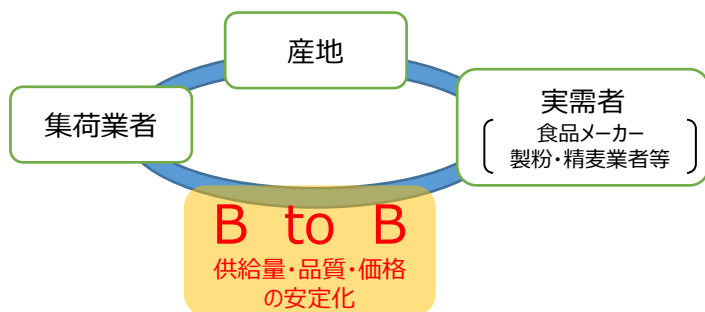 産地
集荷業者
実需者
食品メーカー
製粉・精麦業者等
B to B
供給量・品質・価格
の安定化